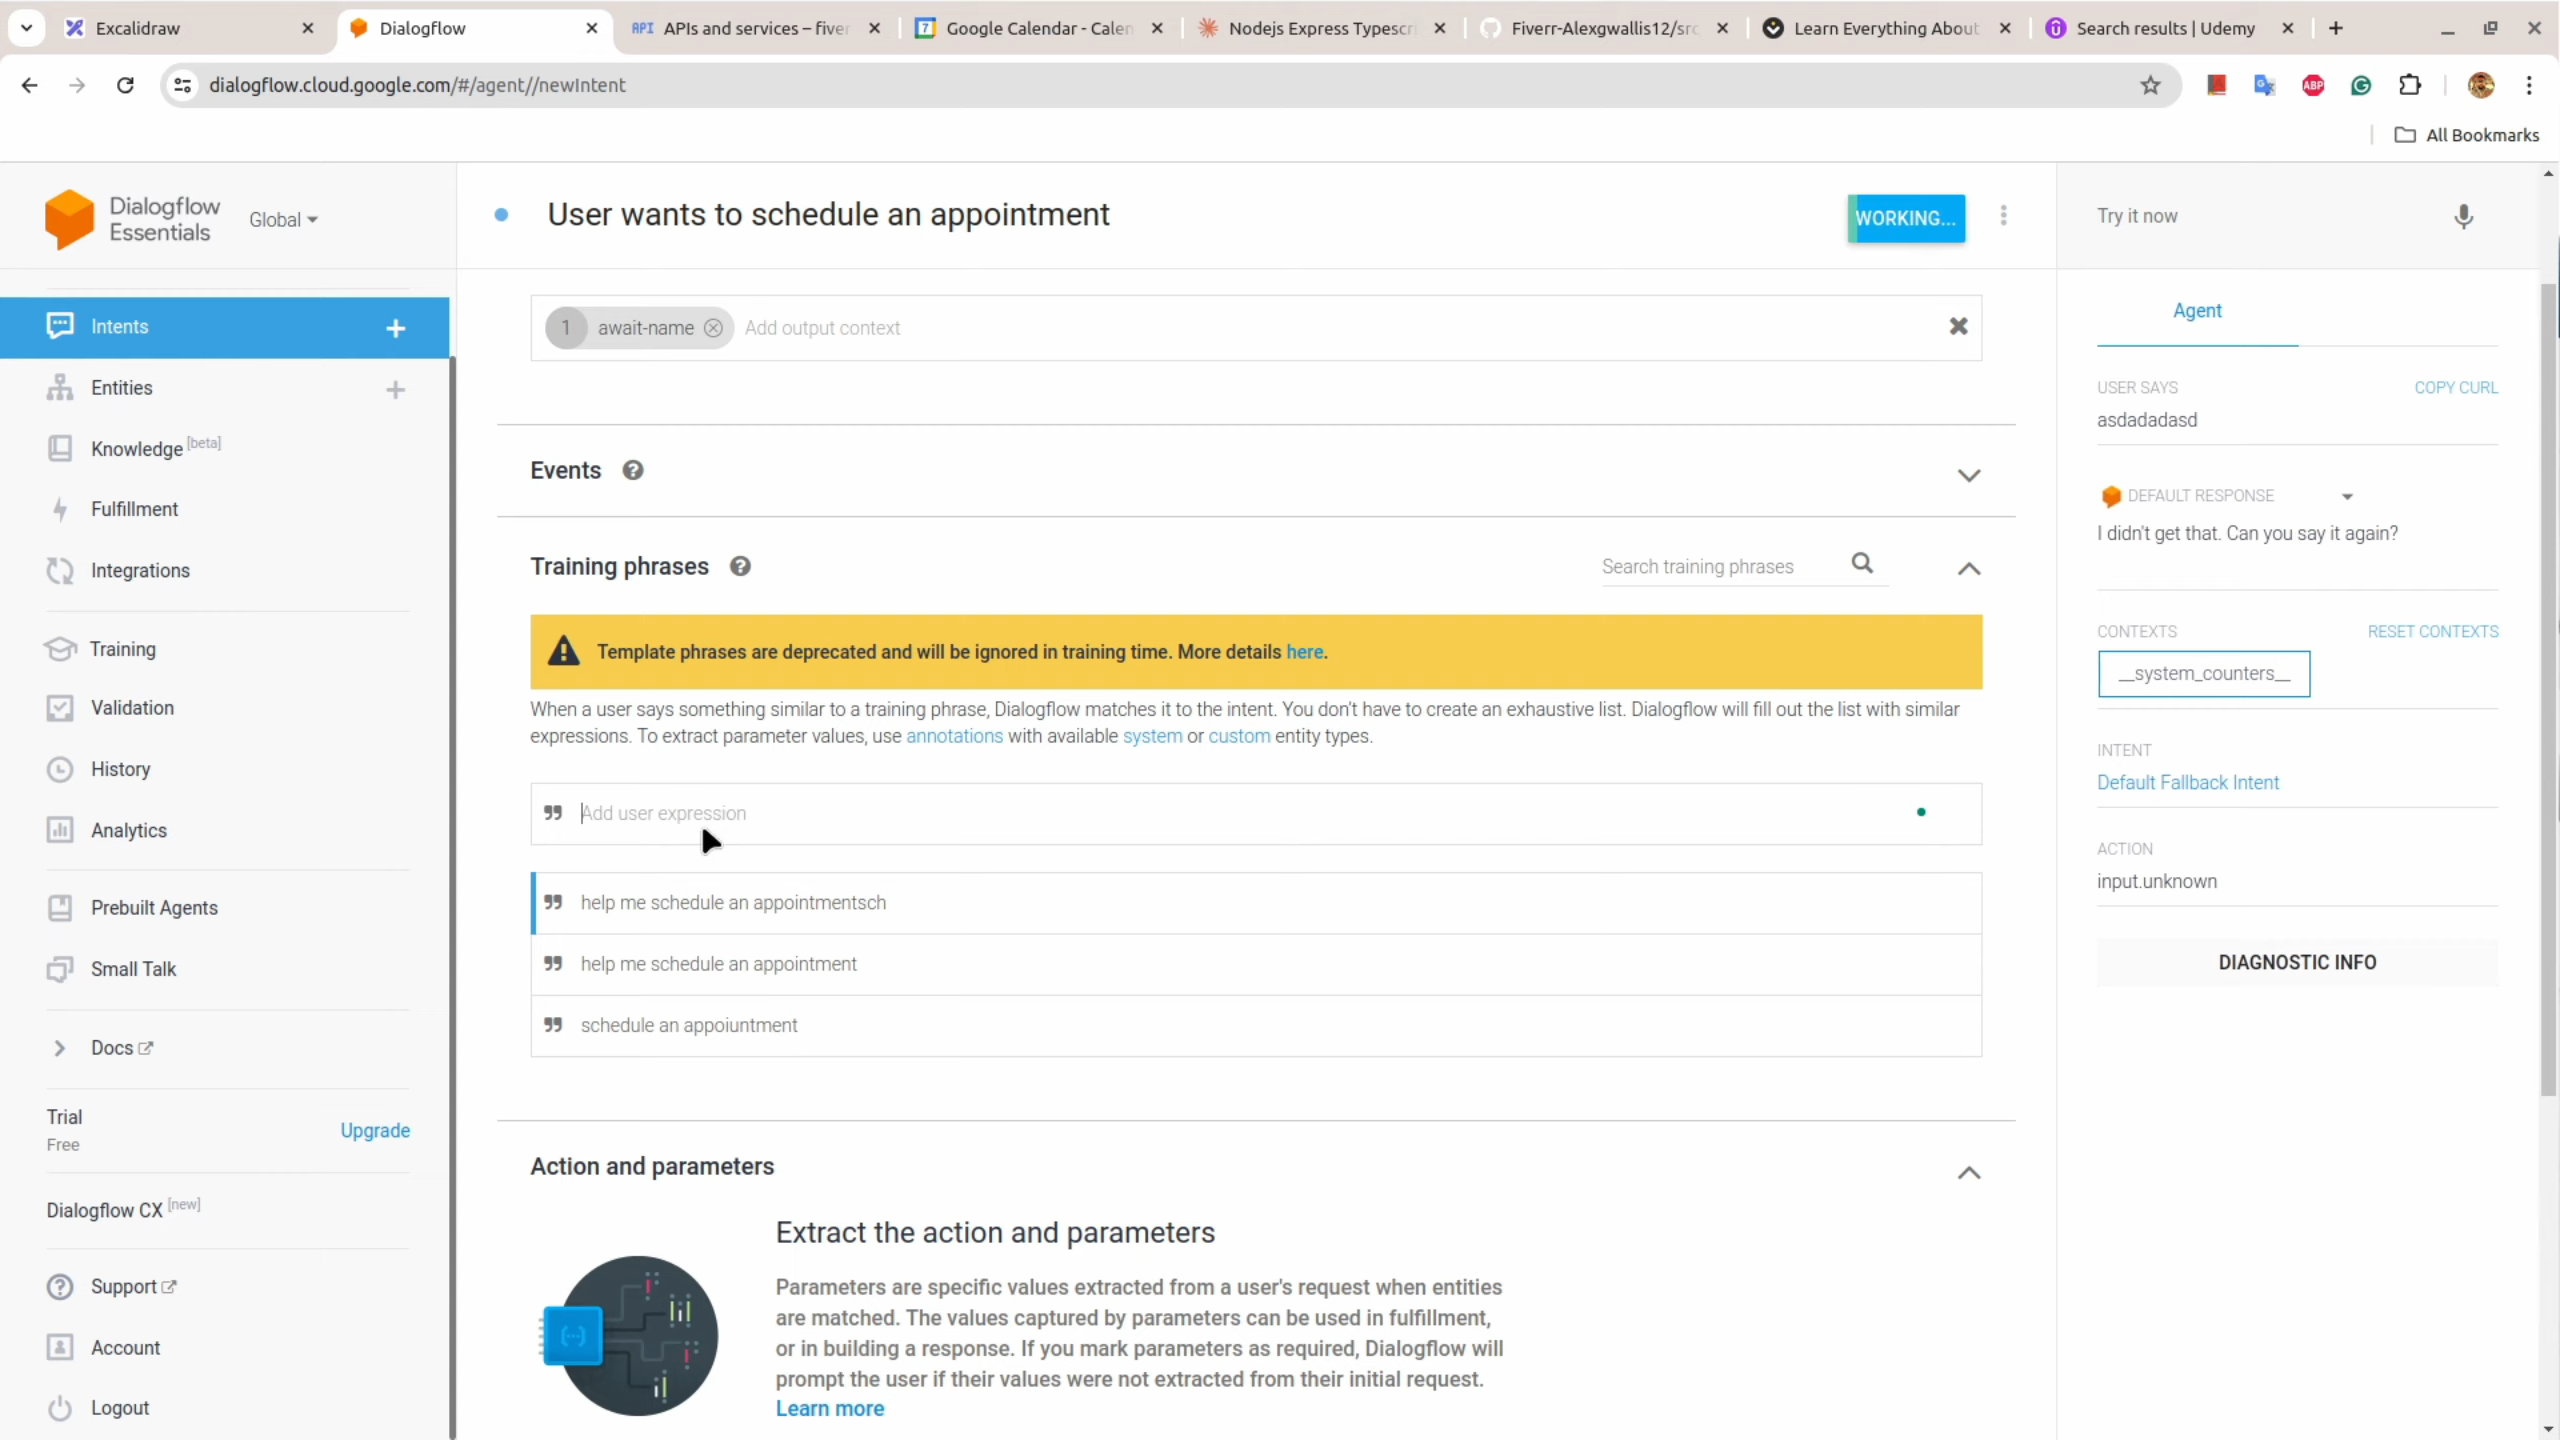 Excalidraw
Dialogflow
APIs and services – fiver
Google Calendar - Calen
Nodejs Express Typescri
Fiverr-Alexgwallis12/src
Learn Everything About
Search results | Udemy
dialogflow.cloud.google.com/#/agent//newIntent
All Bookmarks
Dialogflow
Essentials
Global
User wants to schedule an appointment
WORKING...
Try it now
Intents
1 await-name Add output context
Agent
Entities
USER SAYS COPY CURL
asdadadasd
Knowledge [beta]
Events
DEFAULT RESPONSE
Fulfillment
I didn't get that. Can you say it again?
Training phrases
Search training phrases
Integrations
CONTEXTS RESET CONTEXTS
Training
Template phrases are deprecated and will be ignored in training time. More details here.
__system_counters__
Validation
When a user says something similar to a training phrase, Dialogflow matches it to the intent. You don't have to create an exhaustive list. Dialogflow will fill out the list with similar
expressions. To extract parameter values, use annotations with available system or custom entity types.
INTENT
History
Default Fallback Intent
Add user expression
Analytics
ACTION
input.unknown
help me schedule an appointmentsch
Prebuilt Agents
help me schedule an appointment
DIAGNOSTIC INFO
Small Talk
schedule an appoiuntment
Docs
Trial
Free
Upgrade
Action and parameters
Dialogflow CX [new]
Extract the action and parameters
Support
Parameters are specific values extracted from a user's request when entities
are matched. The values captured by parameters can be used in fulfillment,
Account
or in building a response. If you mark parameters as required, Dialogflow will
prompt the user if their values were not extracted from their initial request.
Logout
Learn more